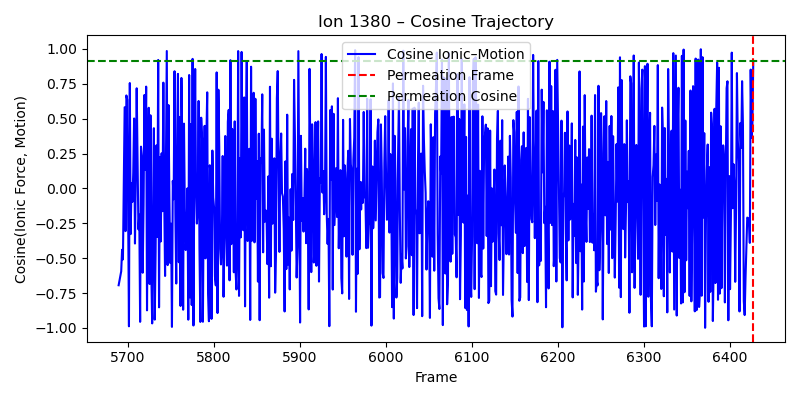 Ion 1380 – Cosine Trajectory
Cosine Ionic–Motion
Permeation Frame
Permeation Cosine
Cosine(Ionic Force, Motion)
1.00
0.75
0.50
0.25
0.00
−0.25
−0.50
−0.75
−1.00
5700 5800 5900 6000 6100 6200 6300 6400
Frame